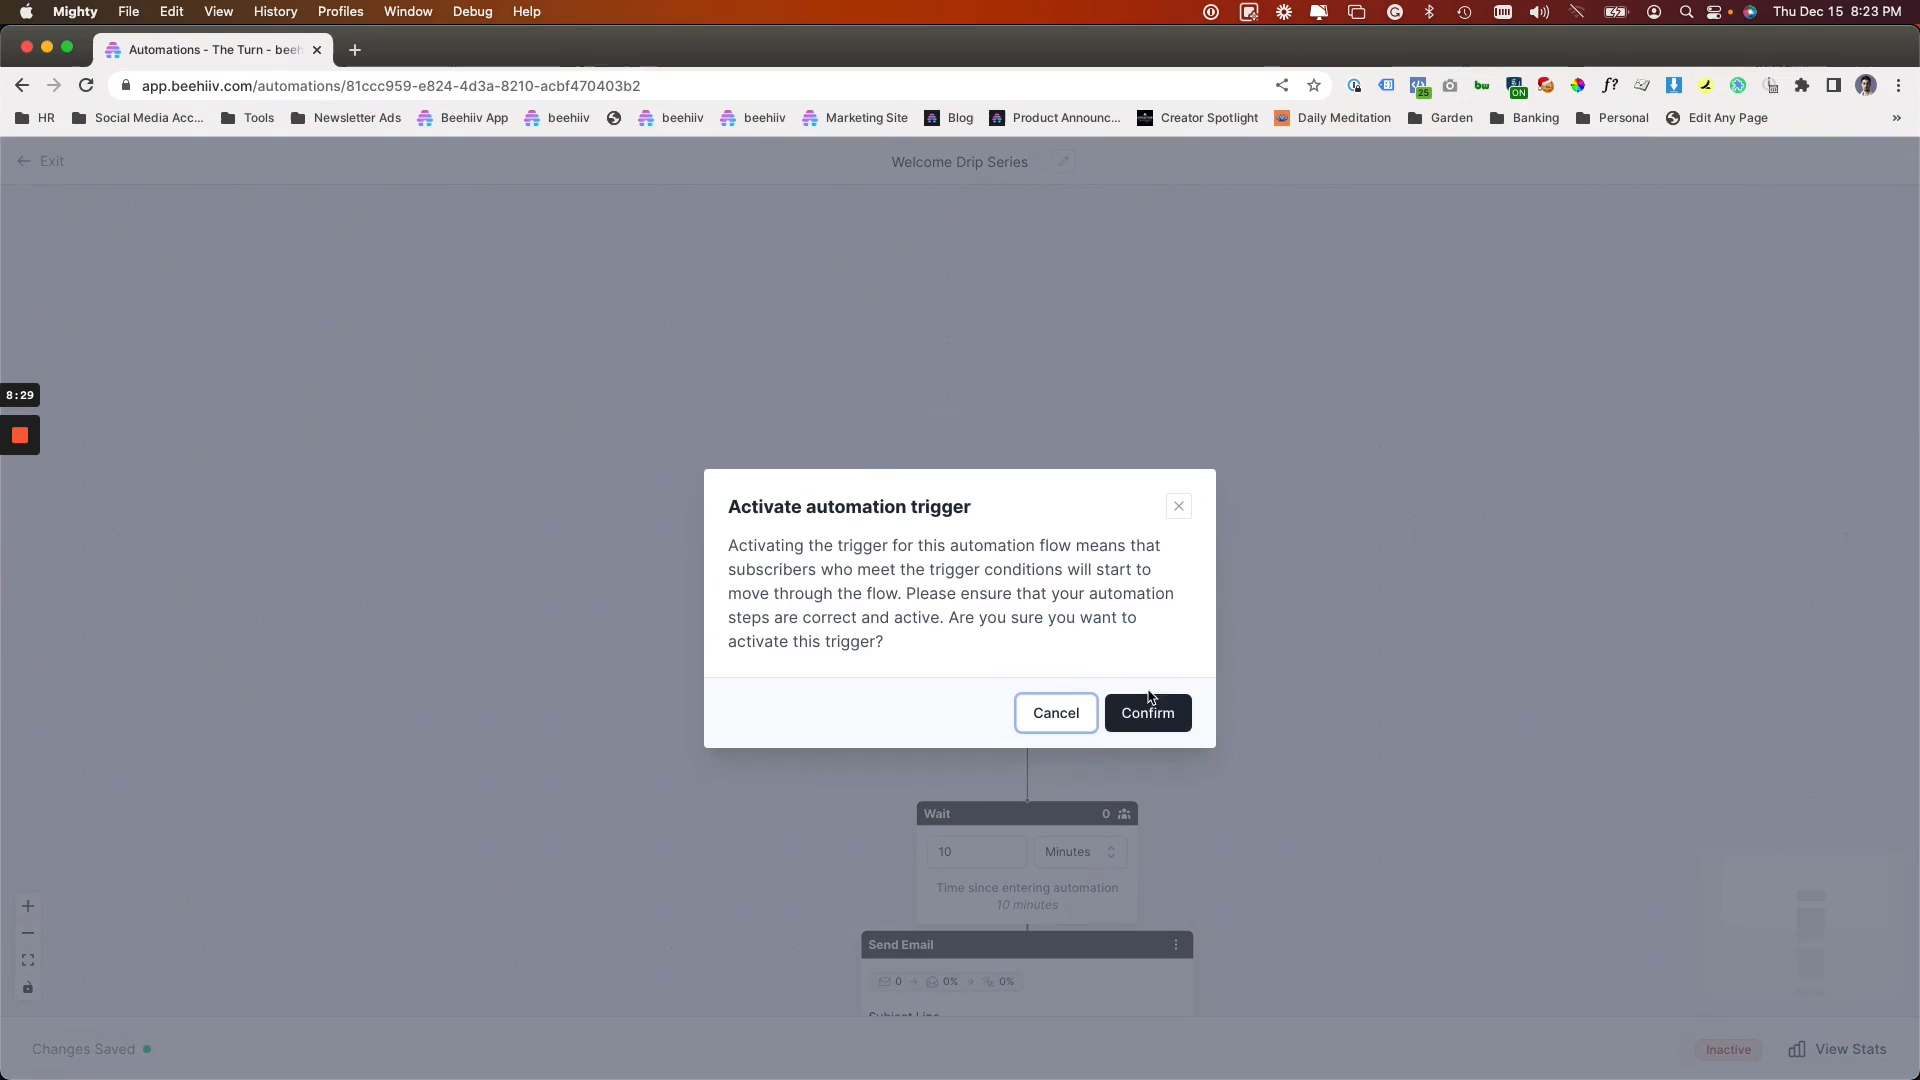 Mighty File Edit View History Profiles Window Debug Help Thu Dec 15 8:23 PM
Automations - The Turn - beeh
app.beehiiv.com/automations/81ccc959-e824-4d3a-8210-acbf470403b2
25
bw
ON
f?
HR Social Media Acc... Tools Newsletter Ads Beehiiv App beehiiv beehiiv beehiiv Marketing Site Blog Product Announc... Creator Spotlight Daily Meditation Garden Banking Personal Edit Any Page »
Exit
Welcome Drip Series
8:29
Activate automation trigger
Activating the trigger for this automation flow means that
subscribers who meet the trigger conditions will start to
move through the flow. Please ensure that your automation
steps are correct and active. Are you sure you want to
activate this trigger?
Cancel Confirm
Wait 0
10 Minutes
Time since entering automation
10 minutes
Send Email
0 → 0% → 0%
Subject Line
Changes Saved
Inactive View Stats